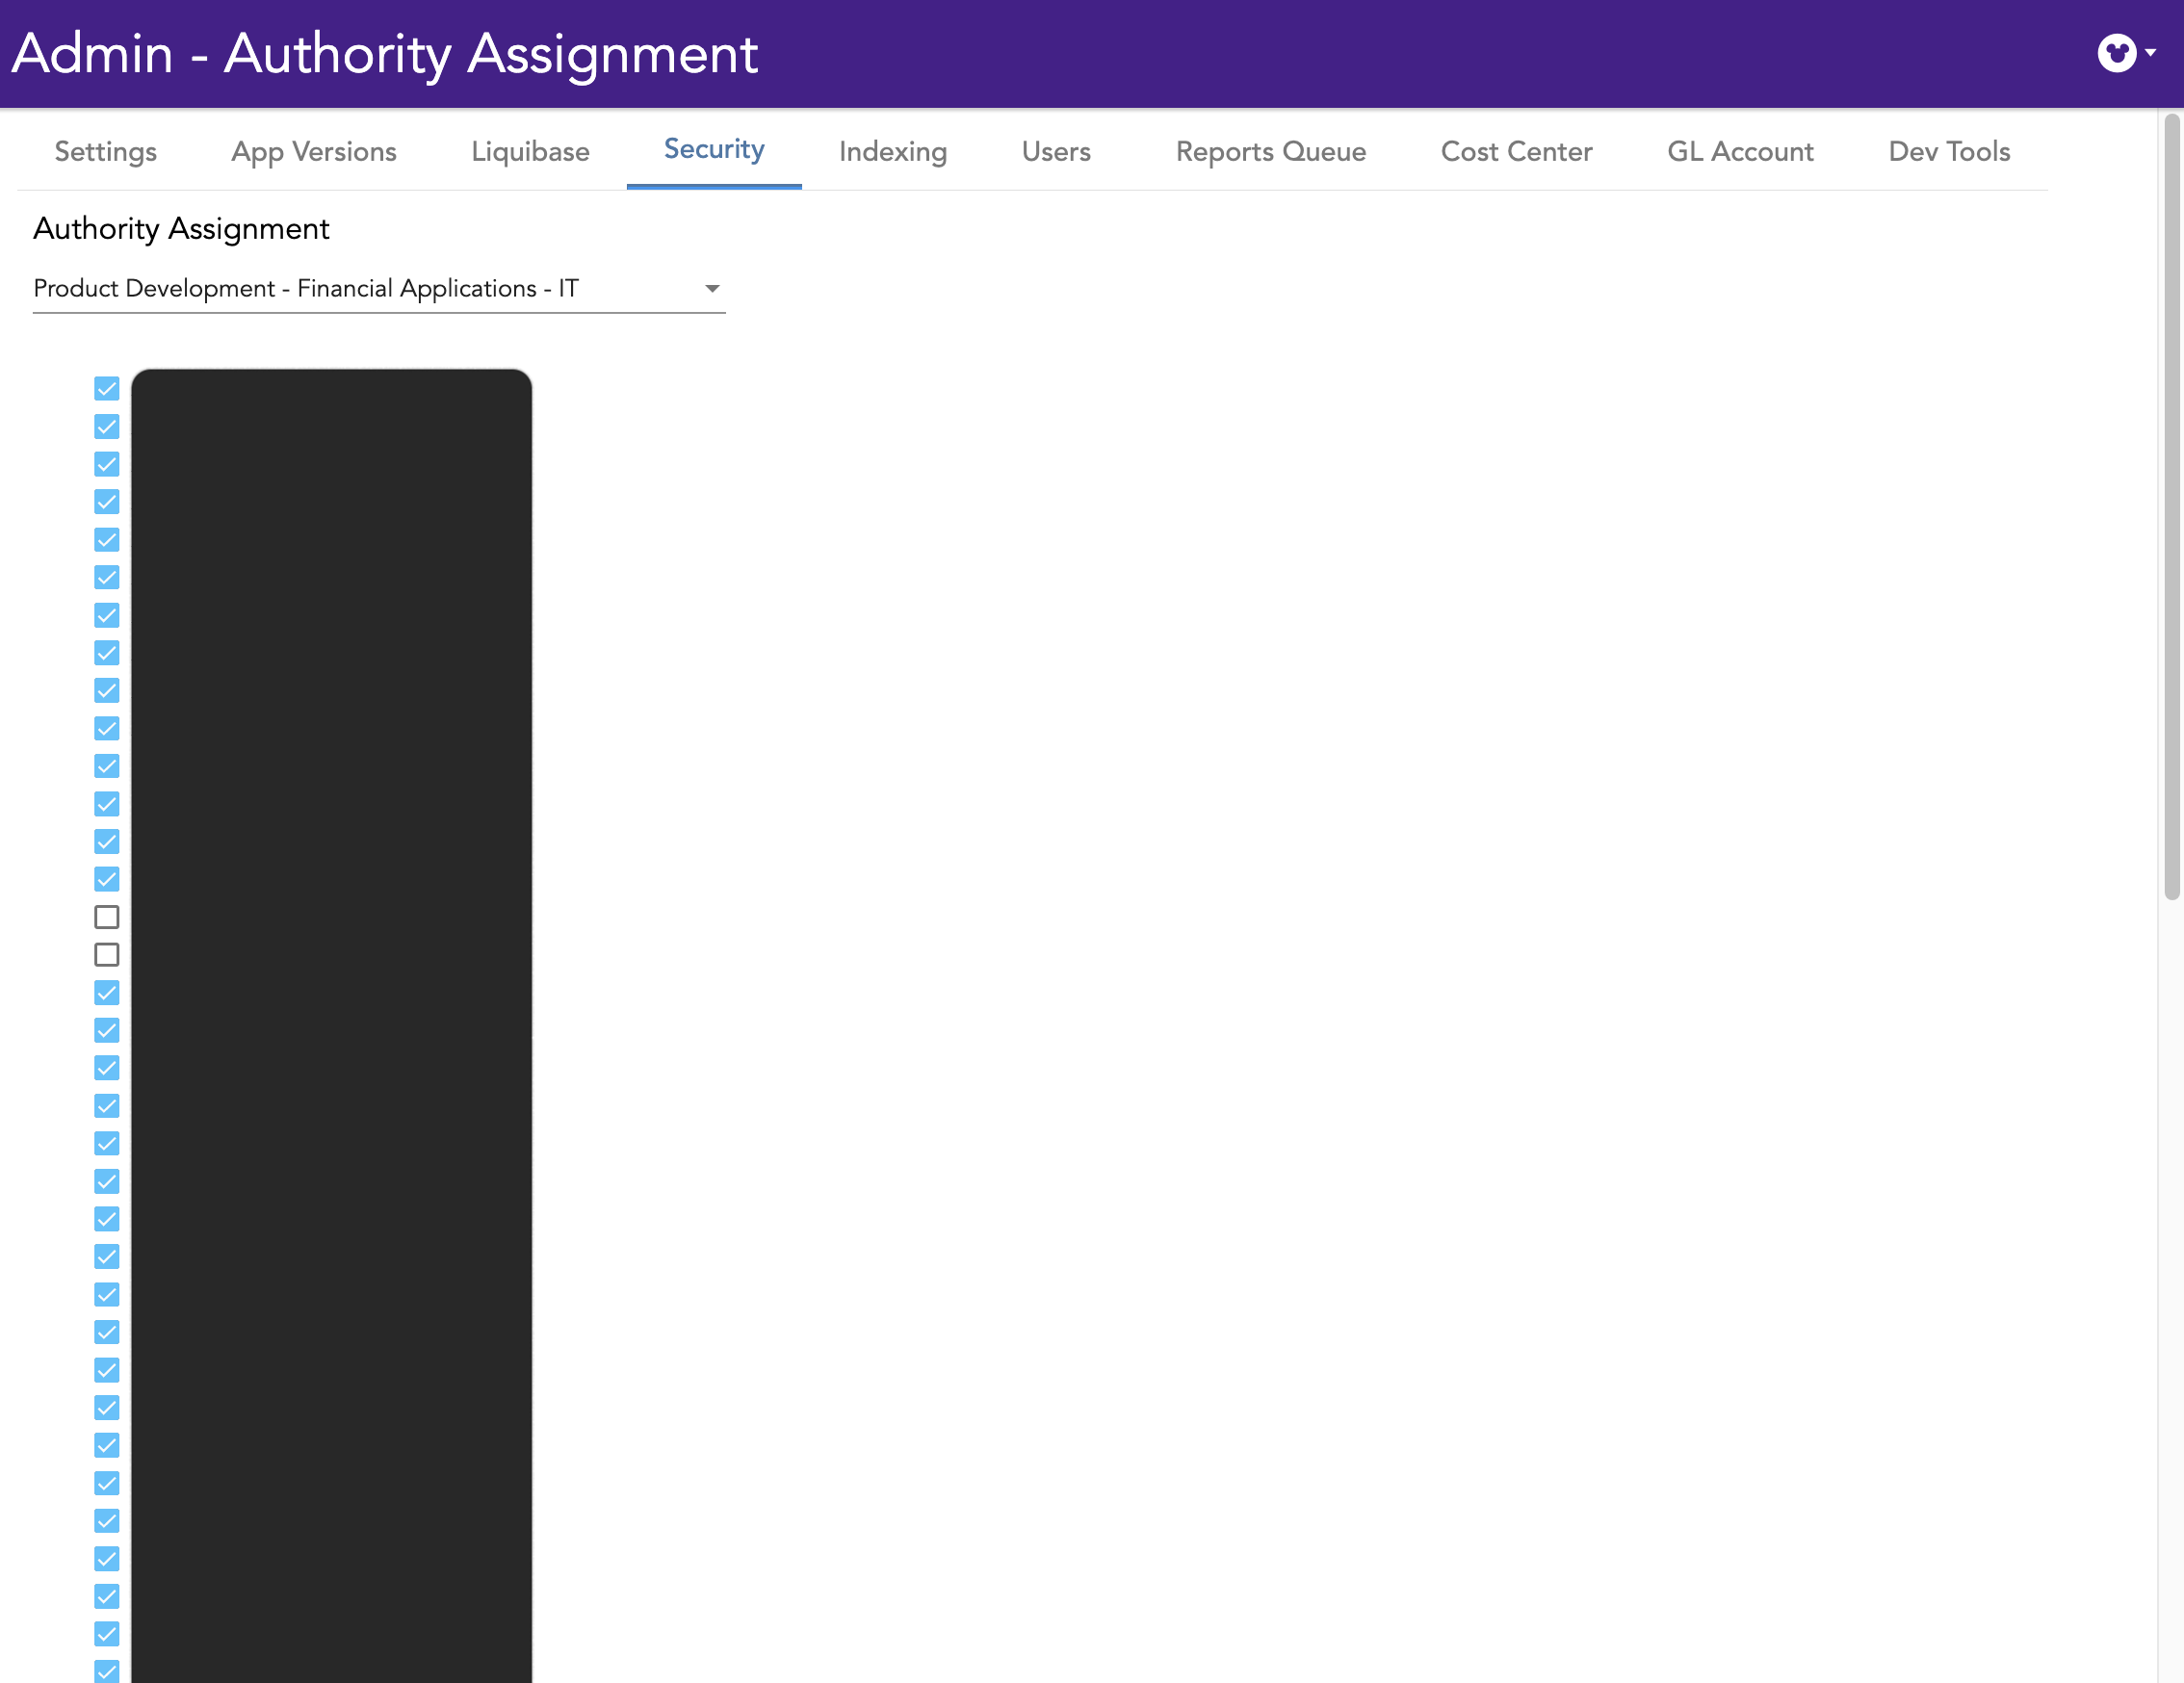 Admin - Authority Assignment
Settings App Versions Liquibase Security Indexing Users Reports Queue Cost Center GL Account Dev Tools
Authority Assignment
Product Development - Financial Applications - IT